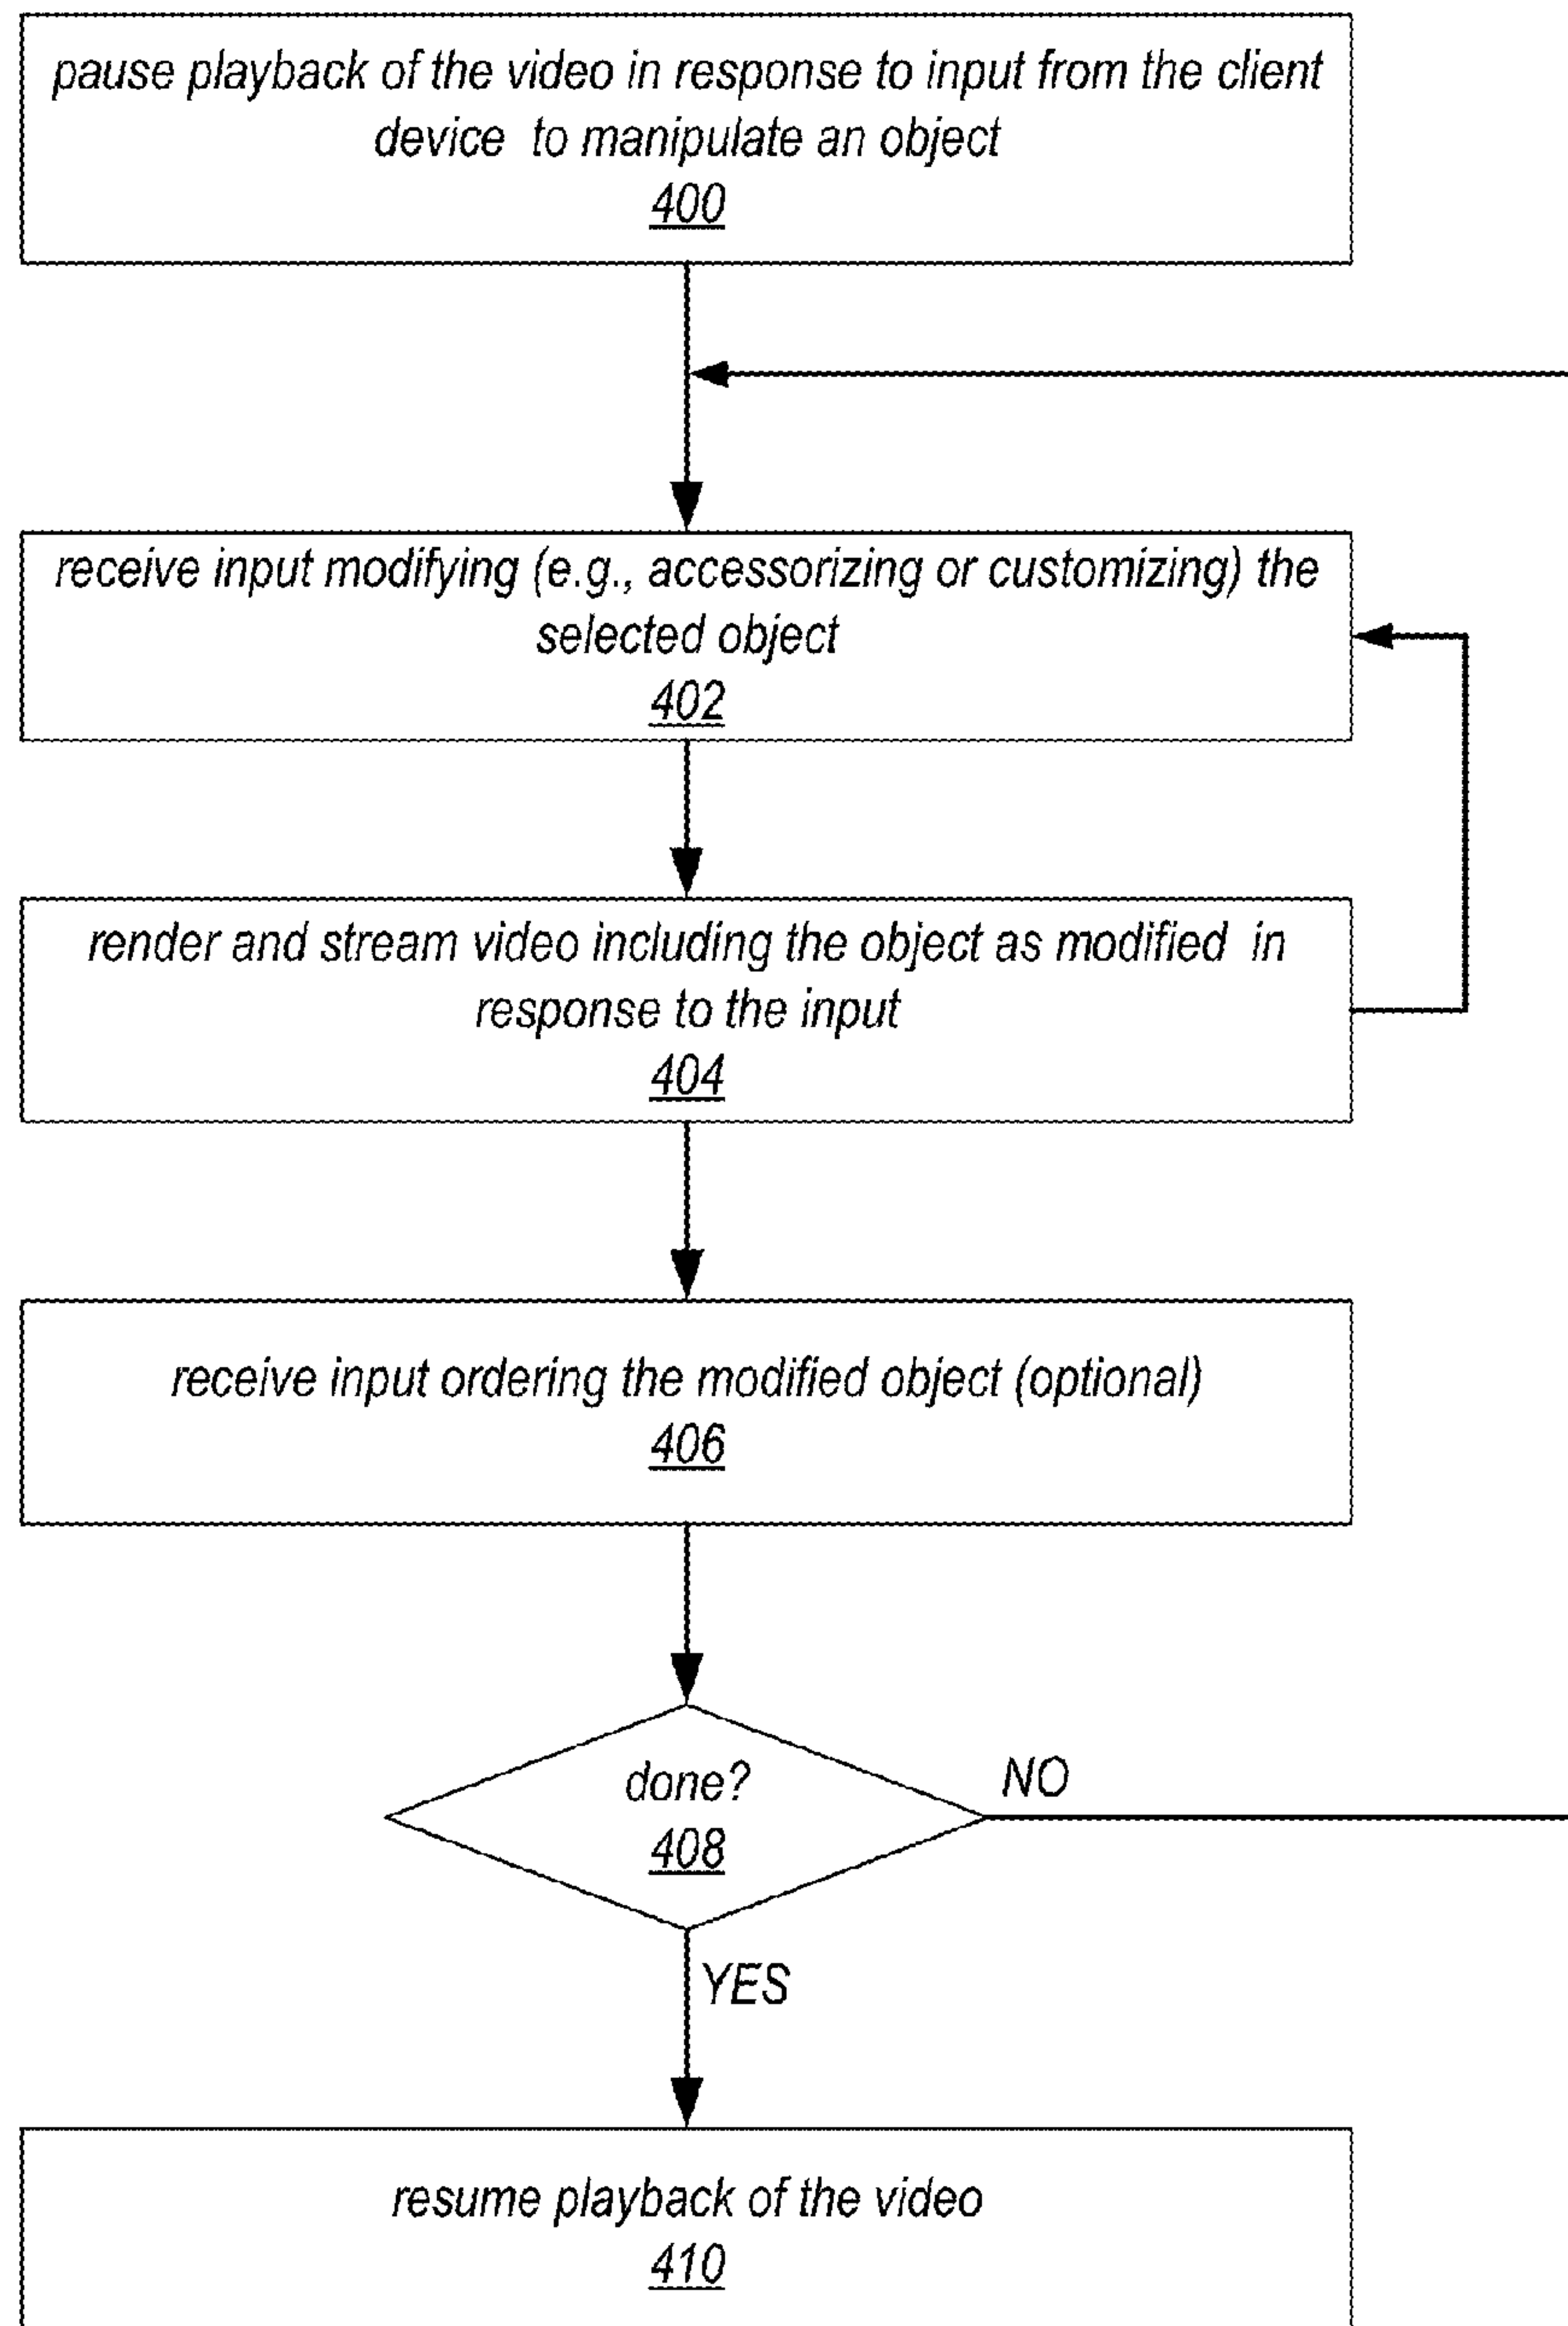 pause playback of the video in response to input from the client
device to manipulate an object
400
receive input modifying (e.g., accessorizing or customizing) the
selected object
402
render and stream video including the object as modified in
response to the input
404
receive input ordering the modified object (optional)
406
done?
408
NO
YES
resume playback of the video
410